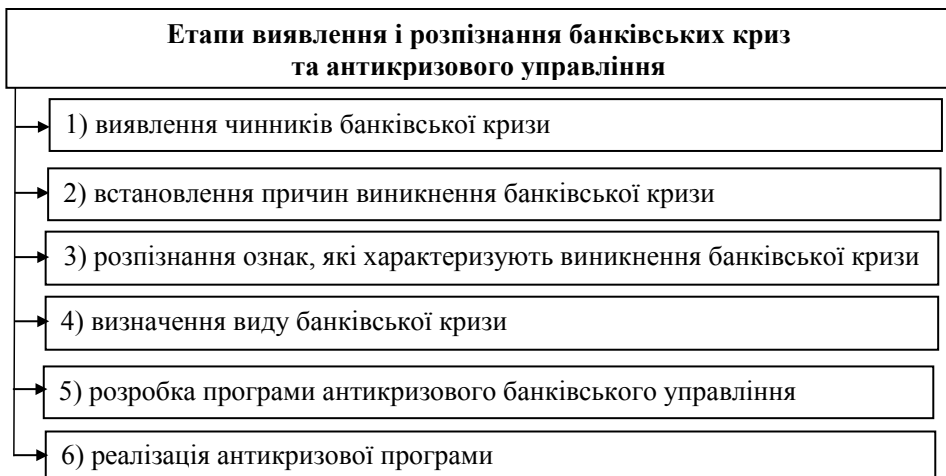 Етапи виявлення і розпізнання банківських криз
та антикризового управління
1) виявлення чинників банківської кризи
2) встановлення причин виникнення банківської кризи
3) розпізнання ознак, які характеризують виникнення банківської кризи
4) визначення виду банківської кризи
5) розробка програми антикризового банківського управління
6) реалізація антикризової програми